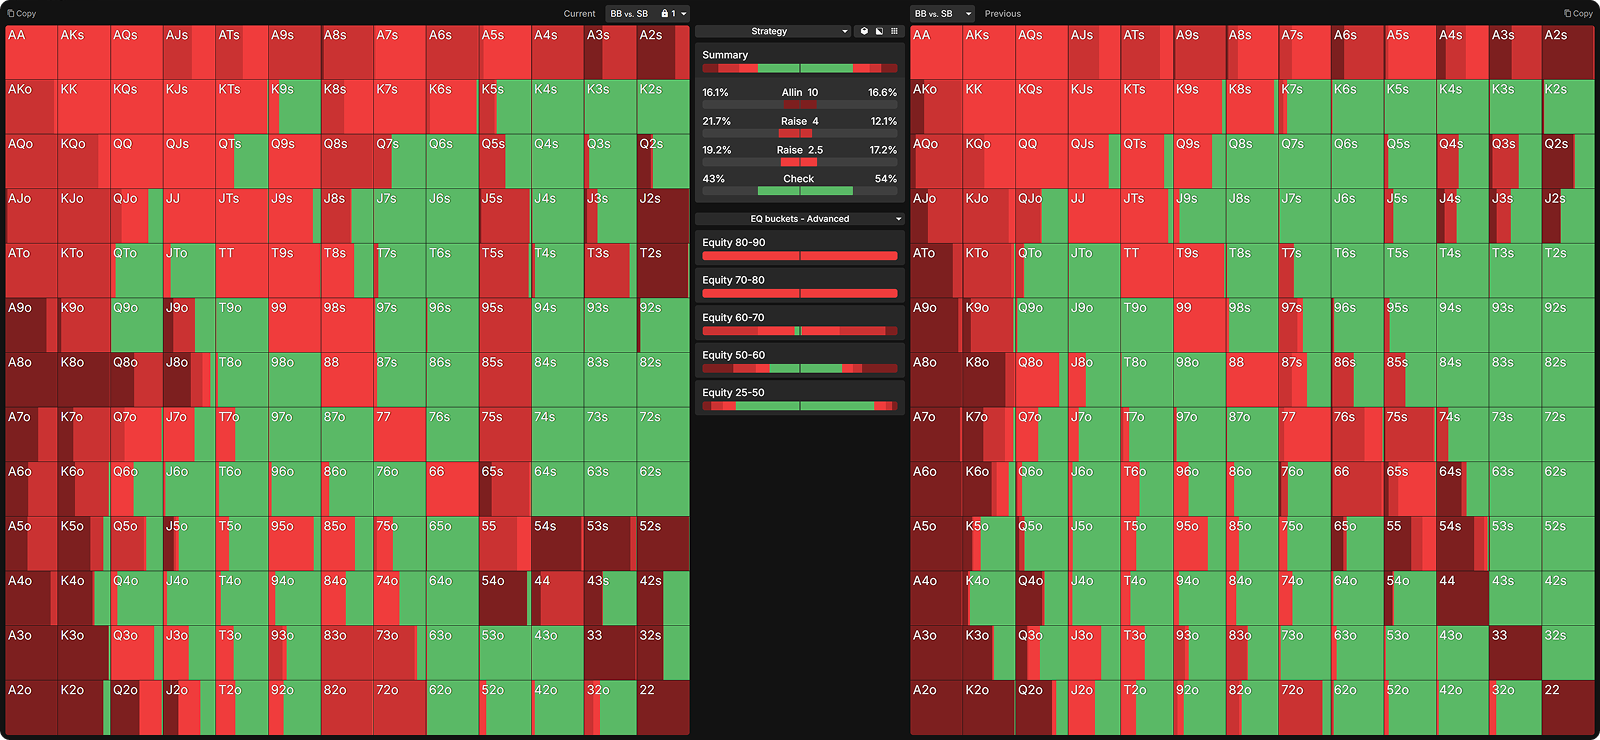 Copy Current BB vs. SB 1 BB vs. SB Previous Copy
AA AKs AQs AJs ATs A9s A8s A7s A6s A5s A4s A3s A2s
AKo KK KQs KJs KTs K9s K8s K7s K6s K5s K4s K3s K2s
AQo KQo QQ QJs QTs Q9s Q8s Q7s Q6s Q5s Q4s Q3s Q2s
AJo KJo QJo JJ JTs J9s J8s J7s J6s J5s J4s J3s J2s
ATo KTo QTo JTo TT T9s T8s T7s T6s T5s T4s T3s T2s
A9o K9o Q9o J9o T9o 99 98s 97s 96s 95s 94s 93s 92s
A8o K8o Q8o J8o T8o 98o 88 87s 86s 85s 84s 83s 82s
A7o K7o Q7o J7o T7o 97o 87o 77 76s 75s 74s 73s 72s
A6o K6o Q6o J6o T6o 96o 86o 76o 66 65s 64s 63s 62s
A5o K5o Q5o J5o T5o 95o 85o 75o 65o 55 54s 53s 52s
A4o K4o Q4o J4o T4o 94o 84o 74o 64o 54o 44 43s 42s
A3o K3o Q3o J3o T3o 93o 83o 73o 63o 53o 43o 33 32s
A2o K2o Q2o J2o T2o 92o 82o 72o 62o 52o 42o 32o 22
Strategy
Summary
16.1% Allin 10 16.6%
21.7% Raise 4 12.1%
19.2% Raise 2.5 17.2%
43% Check 54%
EQ buckets - Advanced
Equity 80-90
Equity 70-80
Equity 60-70
Equity 50-60
Equity 25-50
AA AKs AQs AJs ATs A9s A8s A7s A6s A5s A4s A3s A2s
AKo KK KQs KJs KTs K9s K8s K7s K6s K5s K4s K3s K2s
AQo KQo QQ QJs QTs Q9s Q8s Q7s Q6s Q5s Q4s Q3s Q2s
AJo KJo QJo JJ JTs J9s J8s J7s J6s J5s J4s J3s J2s
ATo KTo QTo JTo TT T9s T8s T7s T6s T5s T4s T3s T2s
A9o K9o Q9o J9o T9o 99 98s 97s 96s 95s 94s 93s 92s
A8o K8o Q8o J8o T8o 98o 88 87s 86s 85s 84s 83s 82s
A7o K7o Q7o J7o T7o 97o 87o 77 76s 75s 74s 73s 72s
A6o K6o Q6o J6o T6o 96o 86o 76o 66 65s 64s 63s 62s
A5o K5o Q5o J5o T5o 95o 85o 75o 65o 55 54s 53s 52s
A4o K4o Q4o J4o T4o 94o 84o 74o 64o 54o 44 43s 42s
A3o K3o Q3o J3o T3o 93o 83o 73o 63o 53o 43o 33 32s
A2o K2o Q2o J2o T2o 92o 82o 72o 62o 52o 42o 32o 22